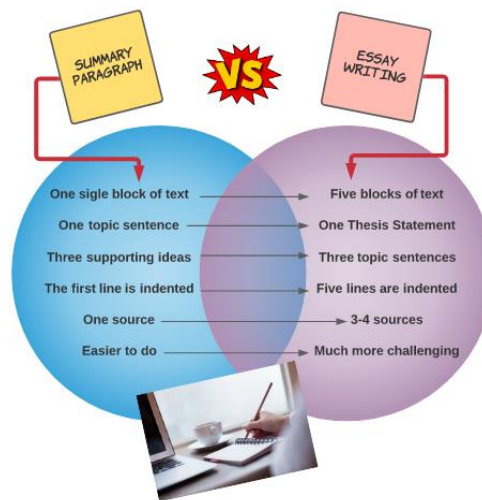 SUMMARY
PARAGRAPH
VS
ESSAY
WRITING
One sigle block of text
Five blocks of text
One topic sentence
One Thesis Statement
Three supporting ideas
Three topic sentences
The first line is indented
Five lines are indented
One source
3-4 sources
Easier to do
Much more challenging